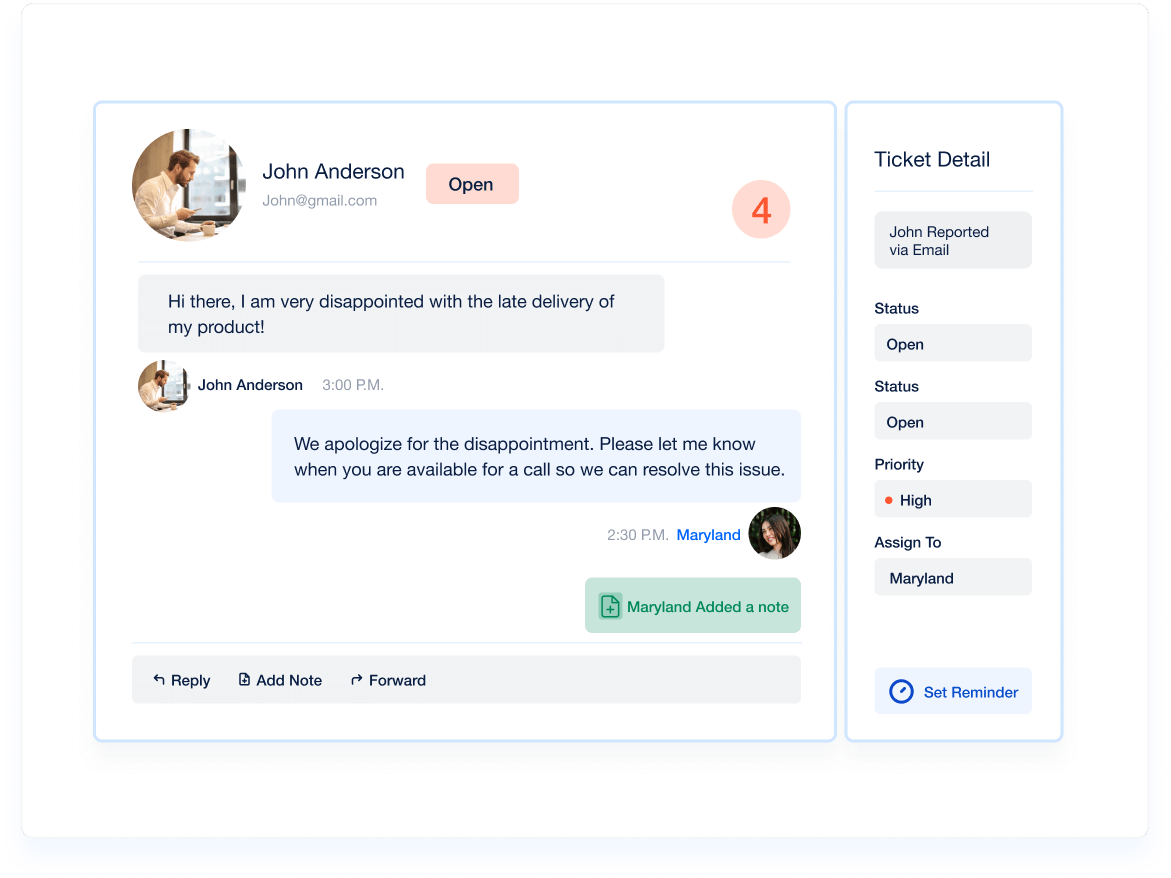 John Anderson
John@gmail.com
Open
4
Hi there, I am very disappointed with the late delivery of
my product!
John Anderson 3:00 P.M.
We apologize for the disappointment. Please let me know
when you are available for a call so we can resolve this issue.
2:30 P.M. Maryland
Maryland Added a note
Reply Add Note Forward
Ticket Detail
John Reported
via Email
Status
Open
Status
Open
Priority
High
Assign To
Maryland
Set Reminder